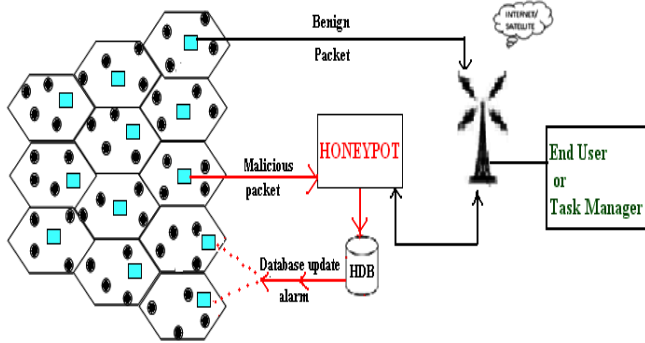 INTERNET/
SATELLITE
Benign
Packet
HONEYPOT
Malicious
packet
End User
or
Task Manager
Database update
alarm
HDB